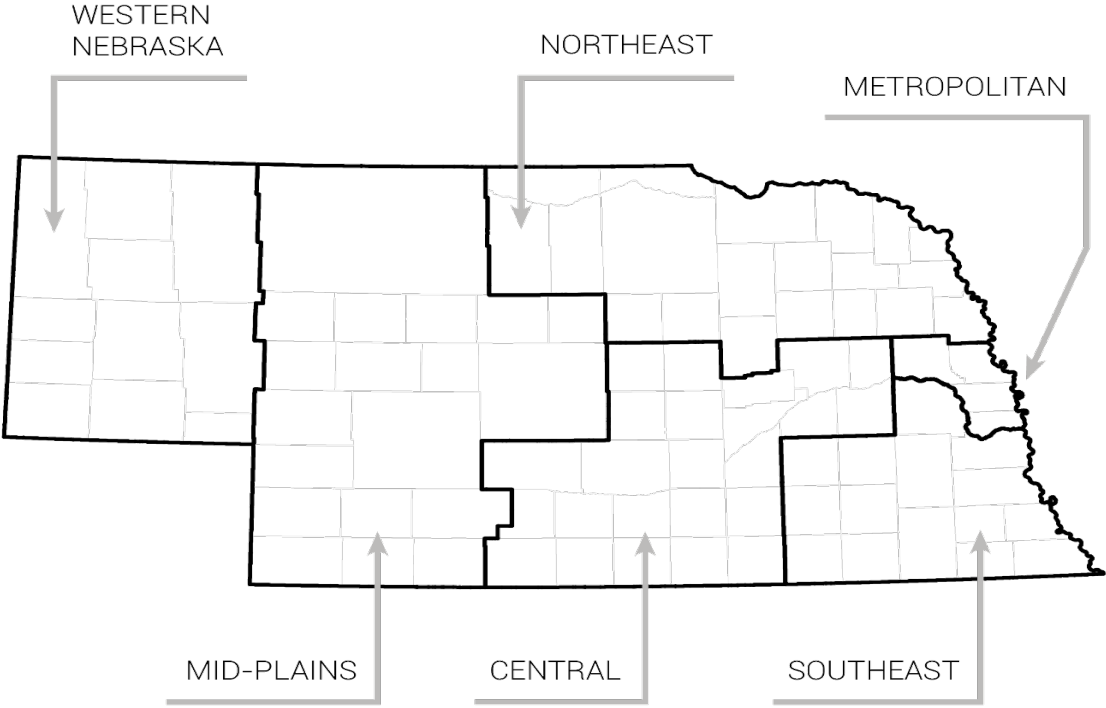 WESTERN
NEBRASKA
NORTHEAST
METROPOLITAN
MID-PLAINS
CENTRAL
SOUTHEAST